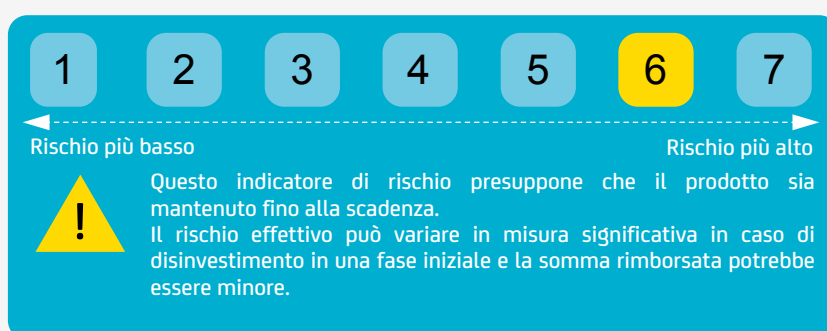 1 2 3 4 5 6 7
Rischio più basso Rischio più alto
!
Questo indicatore di rischio presuppone che il prodotto sia
mantenuto fino alla scadenza.
Il rischio effettivo può variare in misura significativa in caso di
disinvestimento in una fase iniziale e la somma rimborsata potrebbe
essere minore.